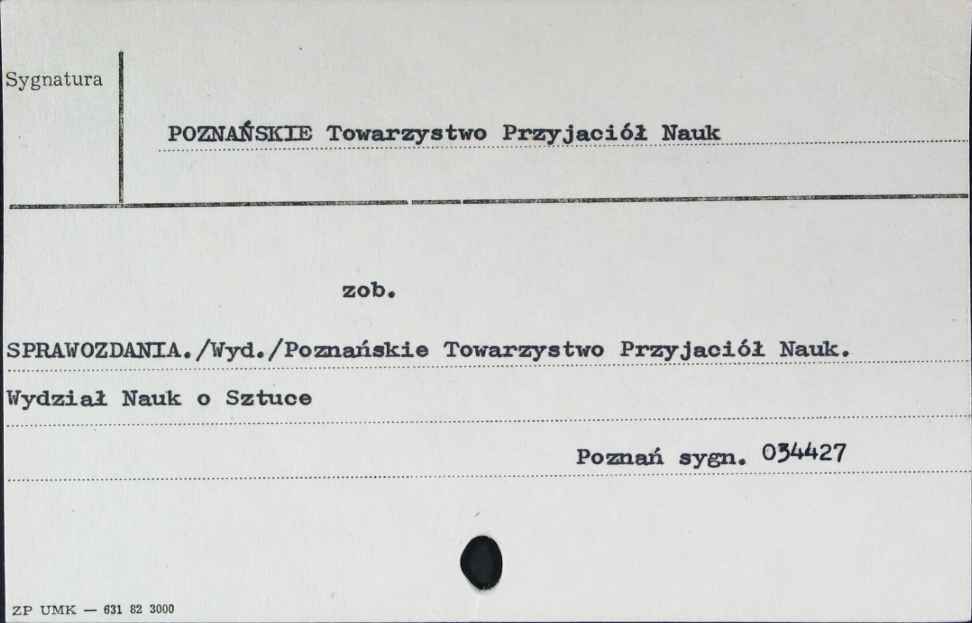 Sygnatura
POZNAŃSKIE Towarzystwo Przyjaciół Nauk
zob.
SPRAWOZDANIA./Wyd./Poznańskie Towarzystwo Przyjaciół Nauk.
Wydział Nauk o Sztuce
Poznań sygn. 034427
ZP UMK — 631 82 3000